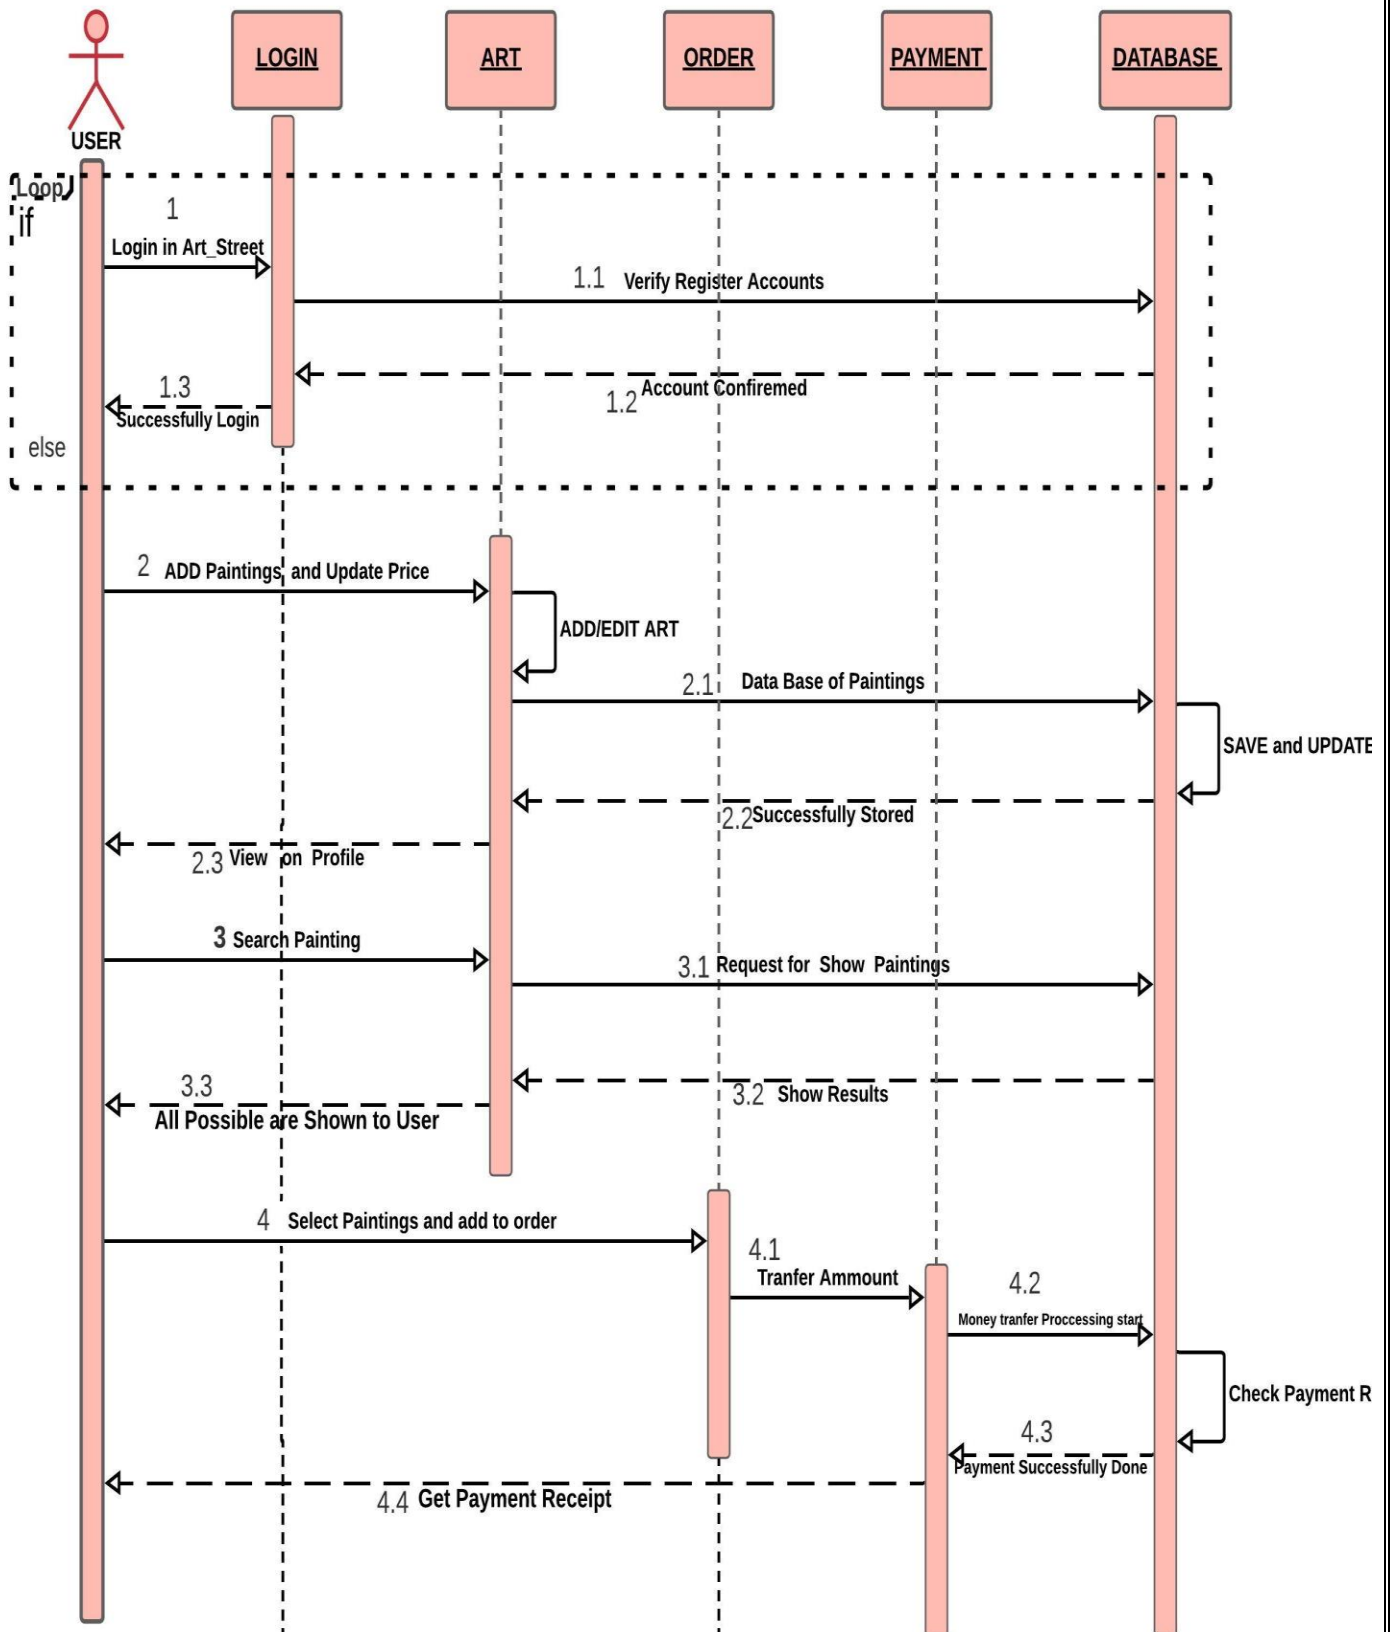 LOGIN
ART
ORDER
PAYMENT
DATABASE
USER
Loop
if
1
Login in Art_Street
1.1 Verify Register Accounts
Account Confiremed
1.2
1.3
Successfully Login
else
2 ADD Paintings and Update Price
ADD/EDIT ART
2.1 Data Base of Paintings
SAVE and UPDATE
2.2 Successfully Stored
2.3 View on Profile
3 Search Painting
3.1 Request for Show Paintings
3.2 Show Results
3.3
All Possible are Shown to User
4 Select Paintings and add to order
4.1
Tranfer Ammount
4.2
Money tranfer Proccessing start
Check Payment R
4.3
Payment Successfully Done
4.4 Get Payment Receipt